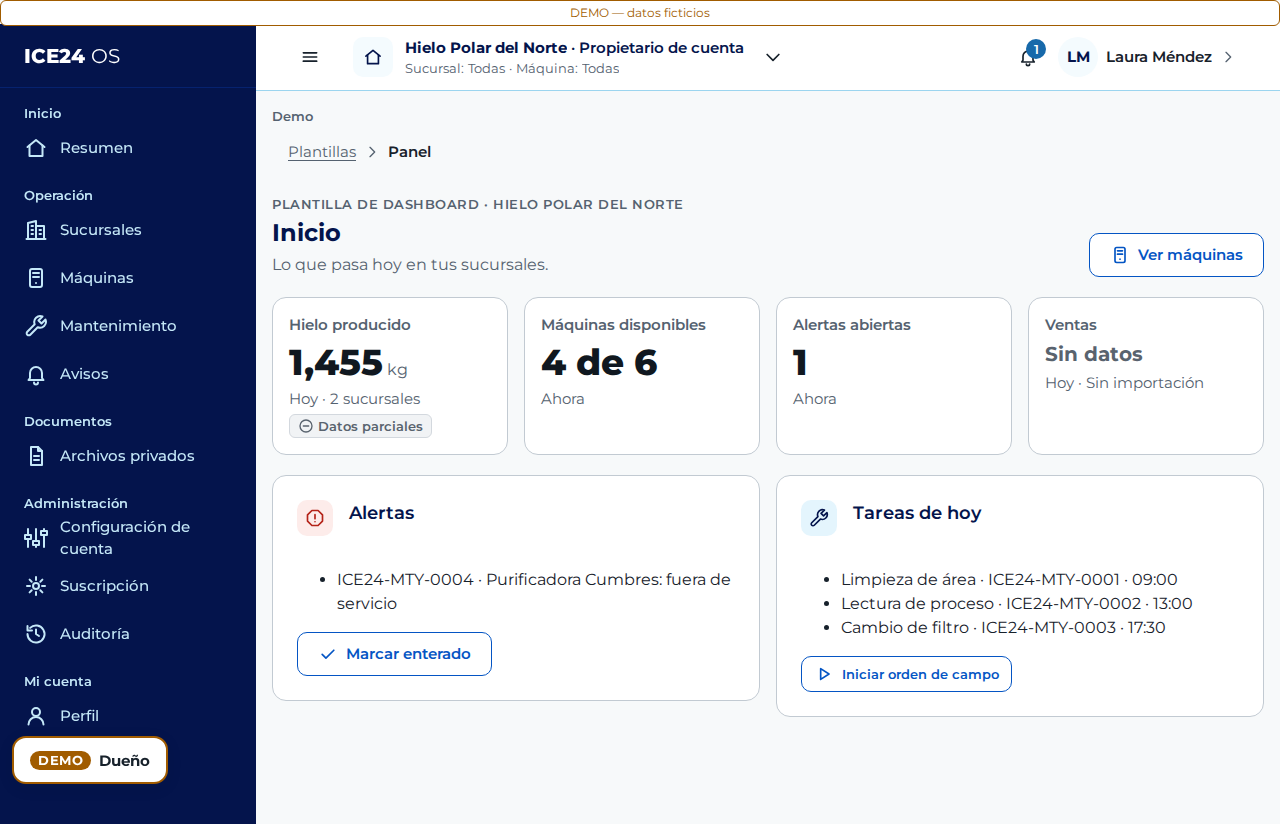 DEMO — datos ficticios
ICE24 OS
Inicio
Resumen
Operación
Sucursales
Máquinas
Mantenimiento
Avisos
Documentos
Archivos privados
Administración
Configuración de
cuenta
Suscripción
Auditoría
Mi cuenta
Perfil
DEMO Dueño
Hielo Polar del Norte · Propietario de cuenta
Sucursal: Todas · Máquina: Todas
1
LM Laura Méndez
Demo
Plantillas > Panel
PLANTILLA DE DASHBOARD · HIELO POLAR DEL NORTE
Inicio
Lo que pasa hoy en tus sucursales.
Ver máquinas
Hielo producido
1,455 kg
Hoy · 2 sucursales
Datos parciales
Máquinas disponibles
4 de 6
Ahora
Alertas abiertas
1
Ahora
Ventas
Sin datos
Hoy · Sin importación
Alertas
• ICE24-MTY-0004 · Purificadora Cumbres: fuera de
servicio
Marcar enterado
Tareas de hoy
• Limpieza de área · ICE24-MTY-0001 · 09:00
• Lectura de proceso · ICE24-MTY-0002 · 13:00
• Cambio de filtro · ICE24-MTY-0003 · 17:30
Iniciar orden de campo